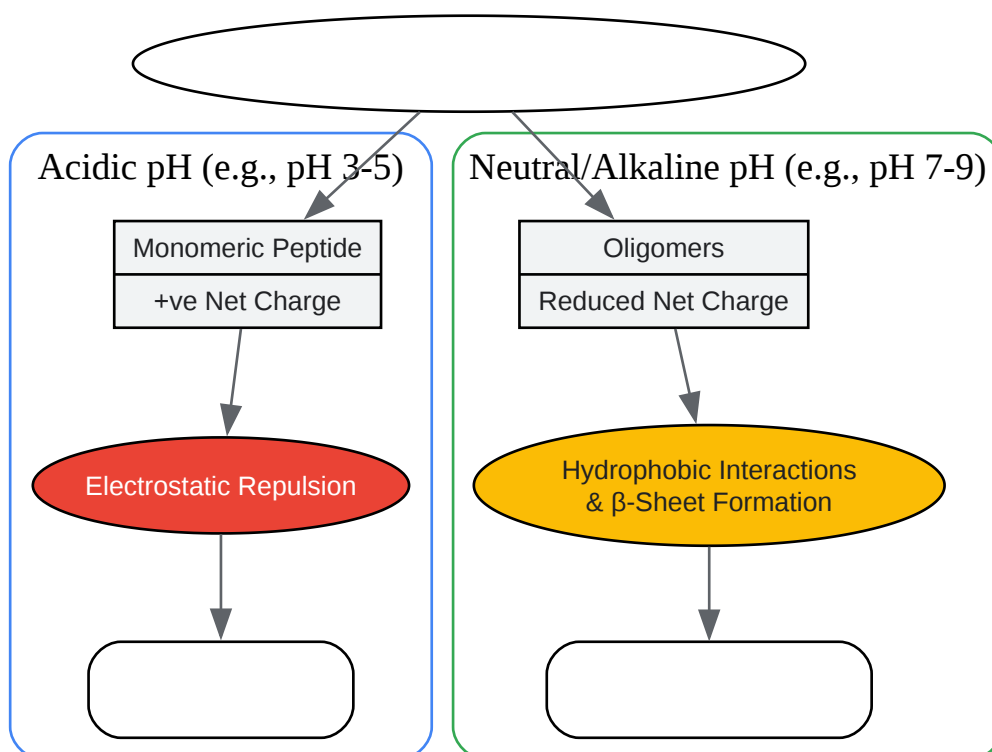 Acidic pH (e.g., pH 3-5)
Neutral/Alkaline pH (e.g., pH 7-9)
Monomeric Peptide
+ve Net Charge
Oligomers
Reduced Net Charge
Electrostatic Repulsion
Hydrophobic Interactions
& β-Sheet Formation